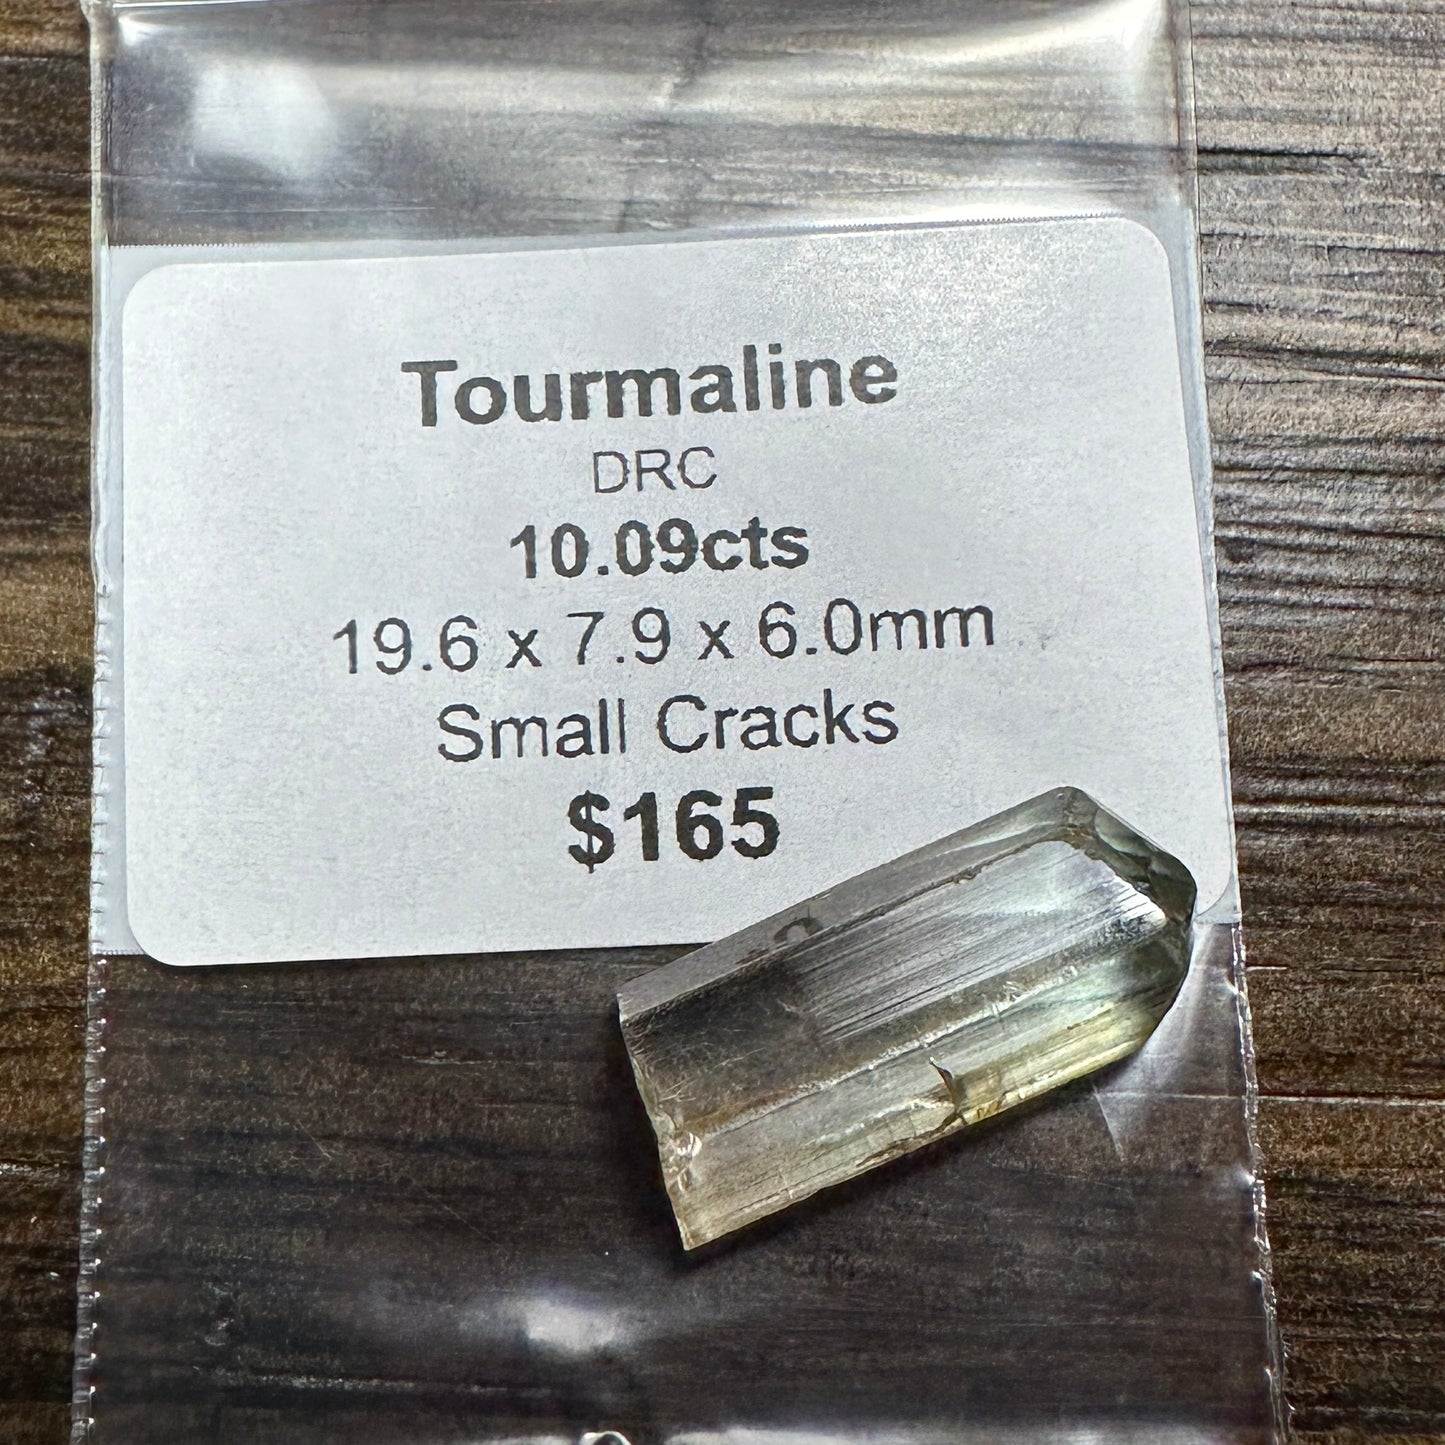 Tourmaline
DRC
10.09cts
19.6 x 7.9 x 6.0mm
Small Cracks
$165